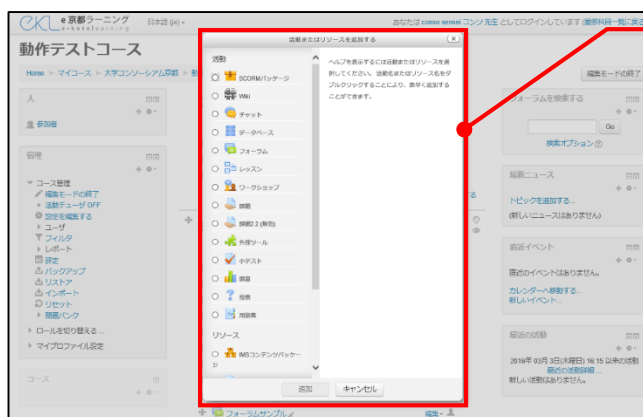 e京都ラーニング
e-kotolearning
日本語 (ja)
あなたは conso sensei コンソ 先生 としてログインしています (履修科目一覧に戻る
動作テストコース
Home ▶ マイコース ▶ 大学コンソーシアム京都 ▶ 動
編集モードの終了
人
参加者
管理
コース管理
編集モードの終了
活動チューザ OFF
設定を編集する
ユーザ
フィルタ
レポート
評定
バックアップ
リストア
インポート
リセット
問題バンク
ロールを切り替える...
マイプロファイル設定
コース
活動またはリソースを追加する
活動
SCORMパッケージ
Wiki
チャット
データベース
フォーラム
レッスン
ワークショップ
課題
課題2.2 (無効)
外部ツール
小テスト
調査
投票
用語集
リソース
IMSコンテンツパッケー
ジ
ヘルプを表示するには活動またはリソースを選
択してください。活動名またはリソース名をダ
ブルクリックすることにより、素早く追加する
ことができます。
追加
キャンセル
フォーラムサンプル
編集
フォーラムを検索する
Go
検索オプション
最新ニュース
トピックを追加する...
(新しいニュースはありません)
直近イベント
直近のイベントはありません。
カレンダーへ移動する...
新しいイベント...
最近の活動
2016年 03月 3日(木曜日) 16:15 以来の活動
最近の活動詳細 ...
新しい活動はありません。